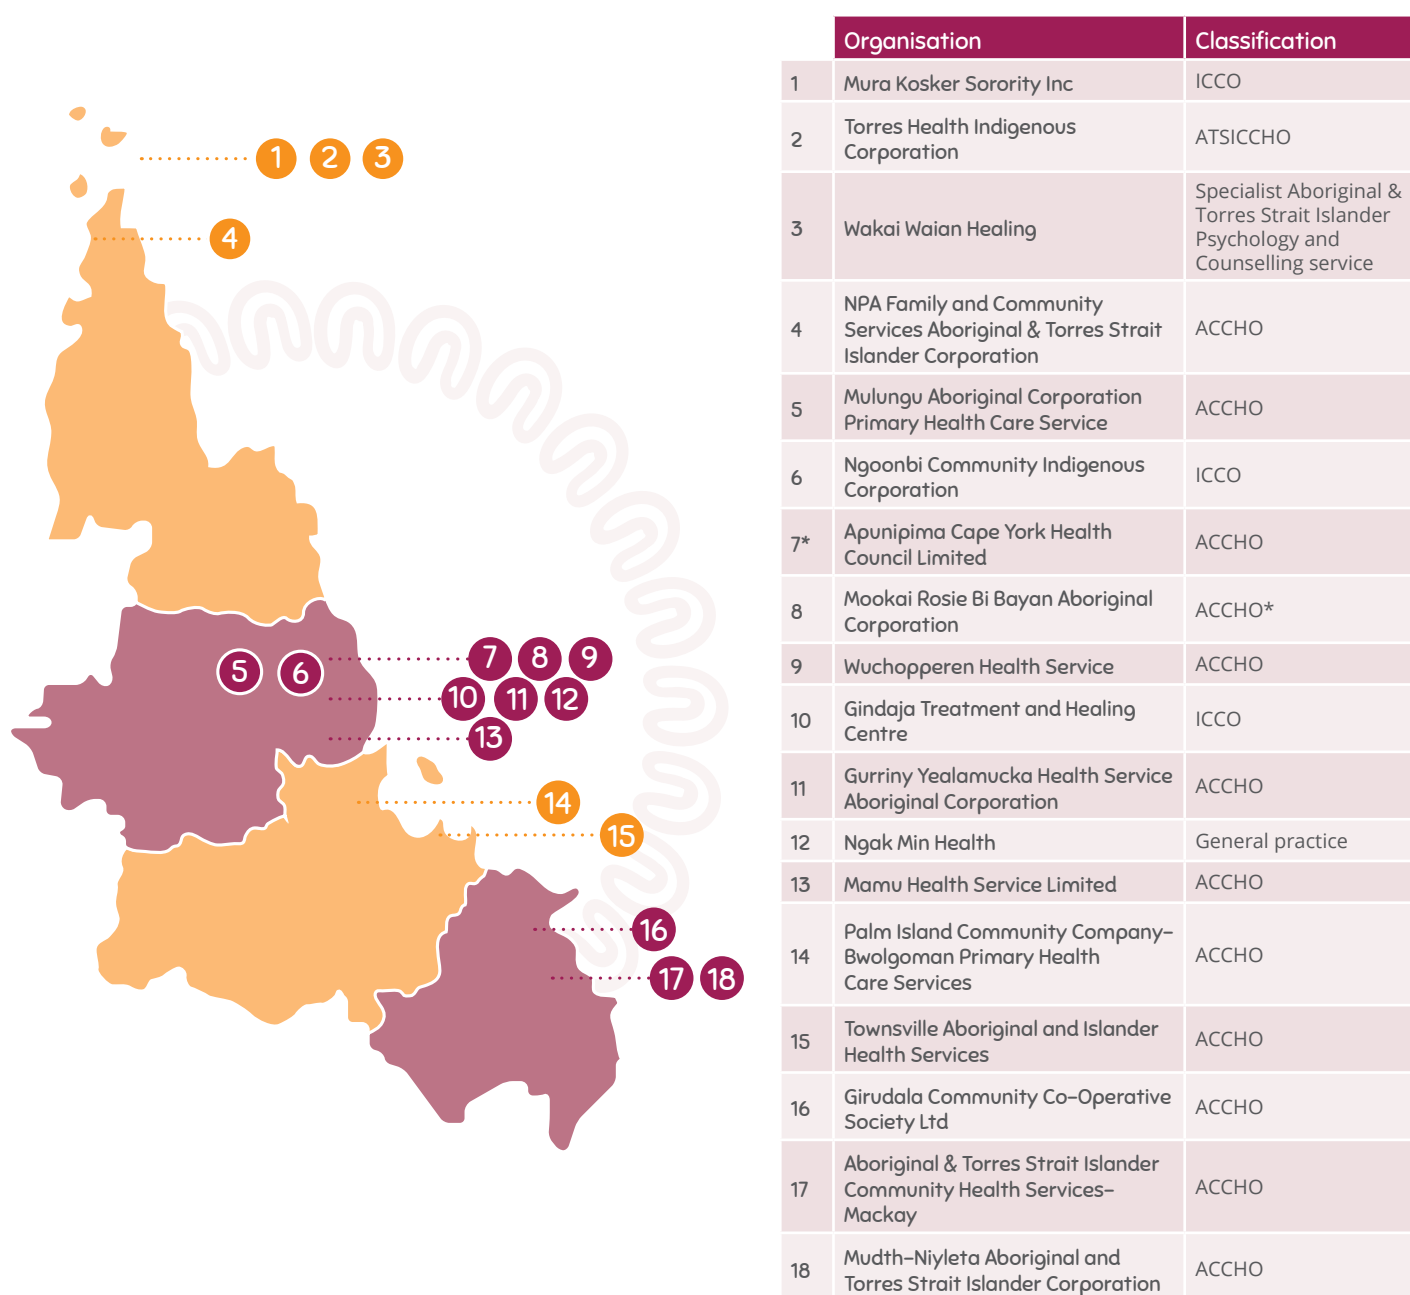 1 2 3
4
5 6 7 8 9
10 11 12
13
14
15
16
17 18
Organisation Classification
1 Mura Kosker Sorority Inc ICCO
2 Torres Health Indigenous
Corporation ATSICCHO
3 Wakai Waian Healing Specialist Aboriginal &
Torres Strait Islander
Psychology and
Counselling service
4 NPA Family and Community
Services Aboriginal & Torres Strait
Islander Corporation ACCHO
5 Mulungu Aboriginal Corporation
Primary Health Care Service ACCHO
6 Ngoonbi Community Indigenous
Corporation ICCO
7* Apunipima Cape York Health
Council Limited ACCHO
8 Mookai Rosie Bi Bayan Aboriginal
Corporation ACCHO*
9 Wuchopperen Health Service ACCHO
10 Gindaja Treatment and Healing
Centre ICCO
11 Gurriny Yealamucka Health Service
Aboriginal Corporation ACCHO
12 Ngak Min Health General practice
13 Mamu Health Service Limited ACCHO
14 Palm Island Community Company–
Bwolgoman Primary Health
Care Services ACCHO
15 Townsville Aboriginal and Islander
Health Services ACCHO
16 Girudala Community Co-Operative
Society Ltd ACCHO
17 Aboriginal & Torres Strait Islander
Community Health Services–
Mackay ACCHO
18 Mudth-Niyleta Aboriginal and
Torres Strait Islander Corporation ACCHO